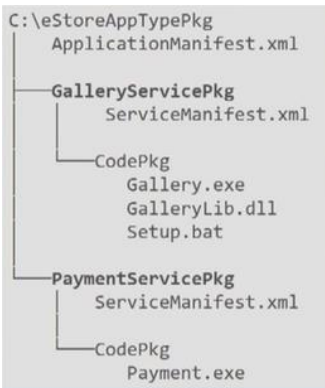 C:\eStoreAppTypePkg
ApplicationManifest.xml
GalleryServicePkg
ServiceManifest.xml
CodePkg
Gallery.exe
GalleryLib.dll
Setup.bat
PaymentServicePkg
ServiceManifest.xml
CodePkg
Payment.exe